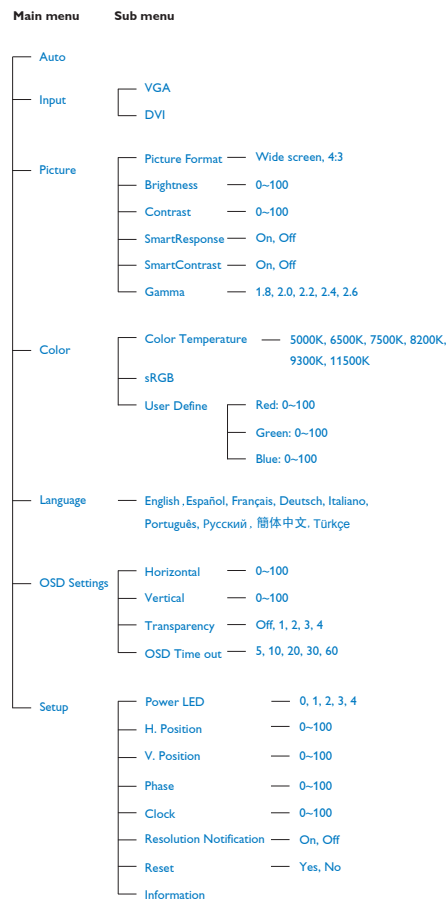 Main menu Sub menu
Auto
Input
VGA
DVI
Picture
Picture Format Wide screen, 4:3
Brightness 0~100
Contrast 0~100
SmartResponse On, Off
SmartContrast On, Off
Gamma 1.8, 2.0, 2.2, 2.4, 2.6
Color
Color Temperature 5000K, 6500K, 7500K, 8200K,
9300K, 11500K
sRGB
User Define Red: 0~100
Green: 0~100
Blue: 0~100
Language English , Español, Français, Deutsch, Italiano,
Português, Русский , 簡体中文, Türkçe
OSD Settings
Horizontal 0~100
Vertical 0~100
Transparency Off, 1, 2, 3, 4
OSD Time out 5, 10, 20, 30, 60
Setup
Power LED 0, 1, 2, 3, 4
H. Position 0~100
V. Position 0~100
Phase 0~100
Clock 0~100
Resolution Notification On, Off
Reset Yes, No
Information